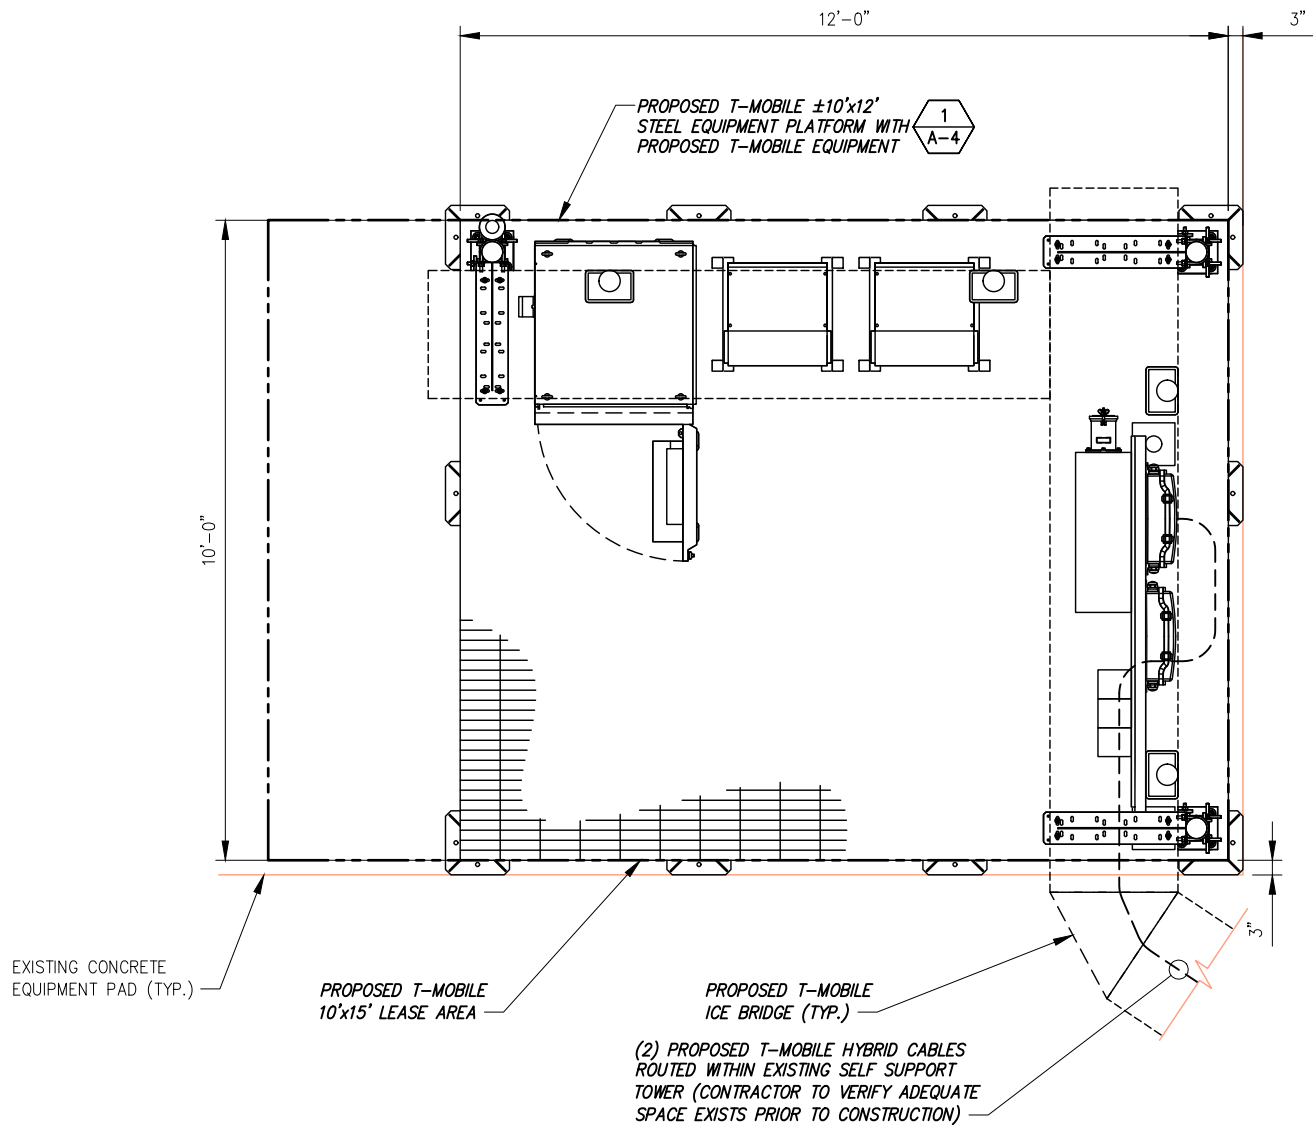 12'-0"
3"
PROPOSED T-MOBILE ±10'x12'
STEEL EQUIPMENT PLATFORM WITH
PROPOSED T-MOBILE EQUIPMENT
1
A-4
10'-0"
3"
EXISTING CONCRETE
EQUIPMENT PAD (TYP.)
PROPOSED T-MOBILE
10'x15' LEASE AREA
PROPOSED T-MOBILE
ICE BRIDGE (TYP.)
(2) PROPOSED T-MOBILE HYBRID CABLES
ROUTED WITHIN EXISTING SELF SUPPORT
TOWER (CONTRACTOR TO VERIFY ADEQUATE
SPACE EXISTS PRIOR TO CONSTRUCTION)